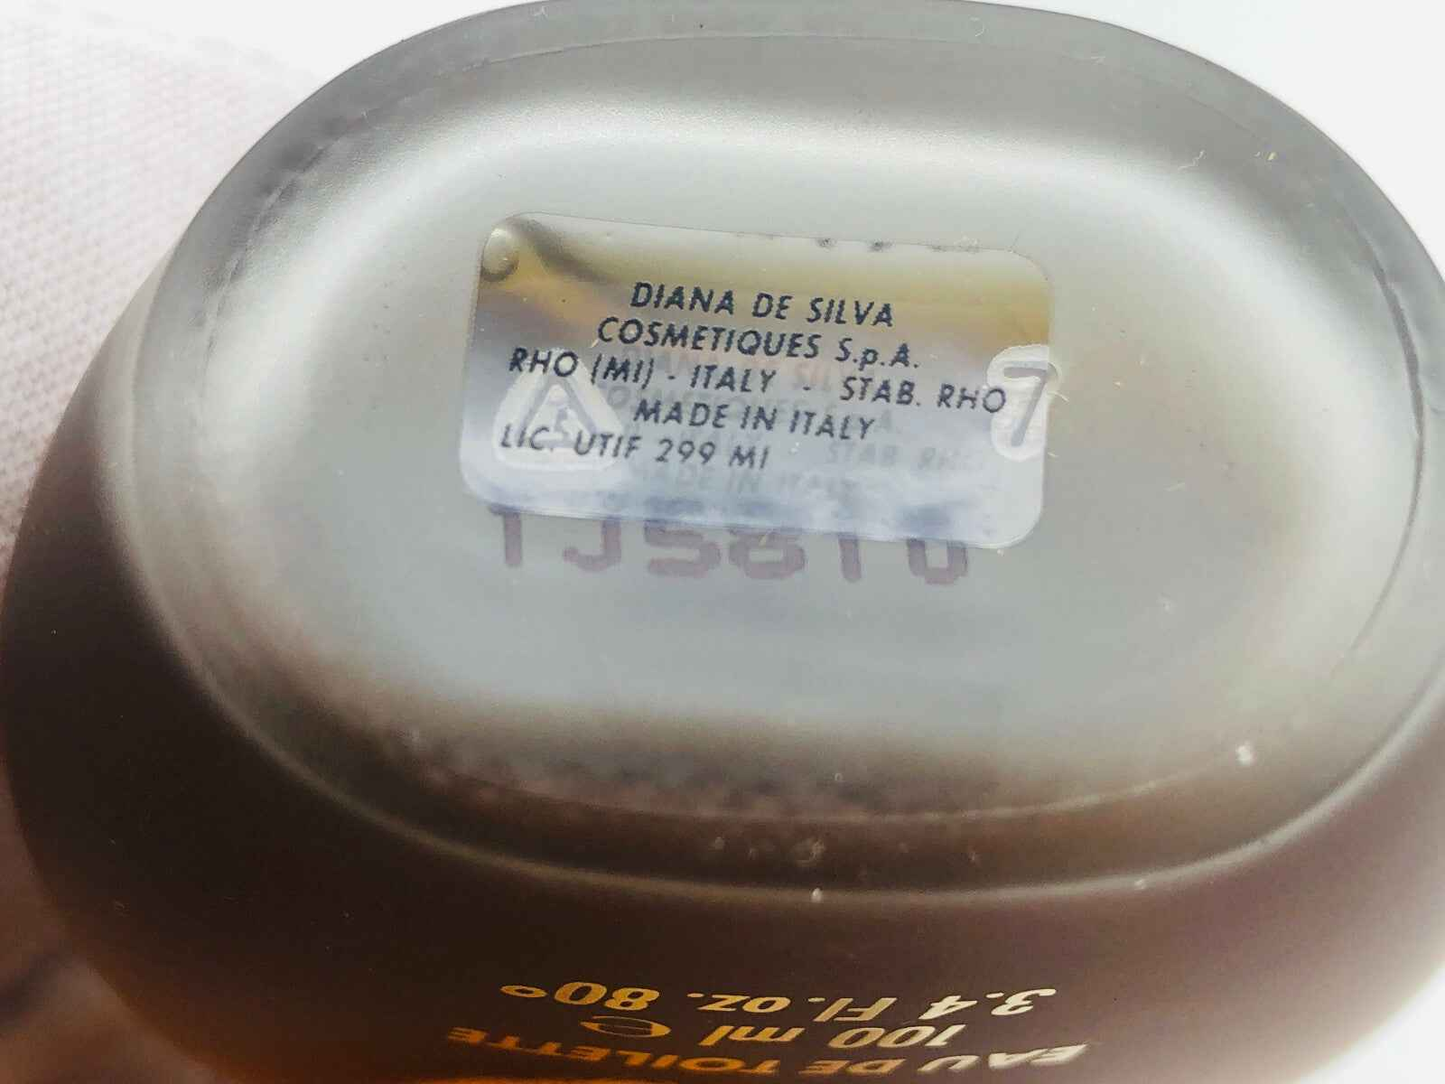 DIANA DE SILVA
COSMETIQUES S.p.A.
RHO (MI) - ITALY - STAB. RHO
MADE IN ITALY
LIC. UTIF 299 MI
7
EAU DE TOILETTE
100 ml ℮
3.4 Fl. oz. 80°